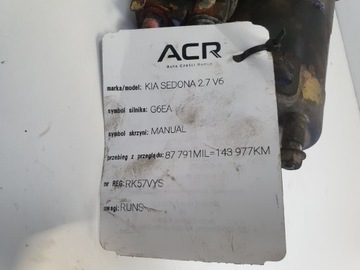 ACR
Auto Części Rumia
marka/model: KIA SEDONA 2.7 V6
symbol silnika: G6EA
symbol skrzyni: MANUAL
przebieg z przeglądu: 87 791MIL=143 977KM
nr REG: RK57VYS
uwagi: RUNS